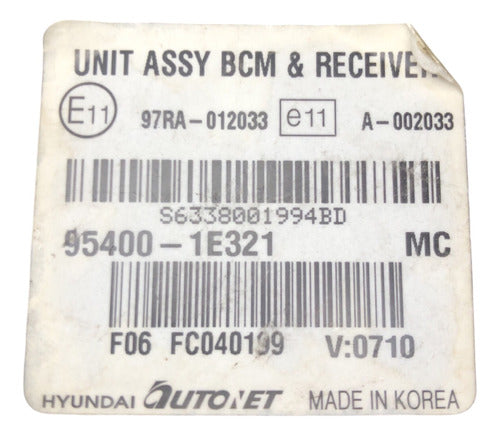 UNIT ASSY BCM & RECEIVER
E11 97RA-012033 e11 A-002033
S6338001994BD
95400-1E321 MC
F06 FC040199 V:0710
HYUNDAI AUTONET MADE IN KOREA